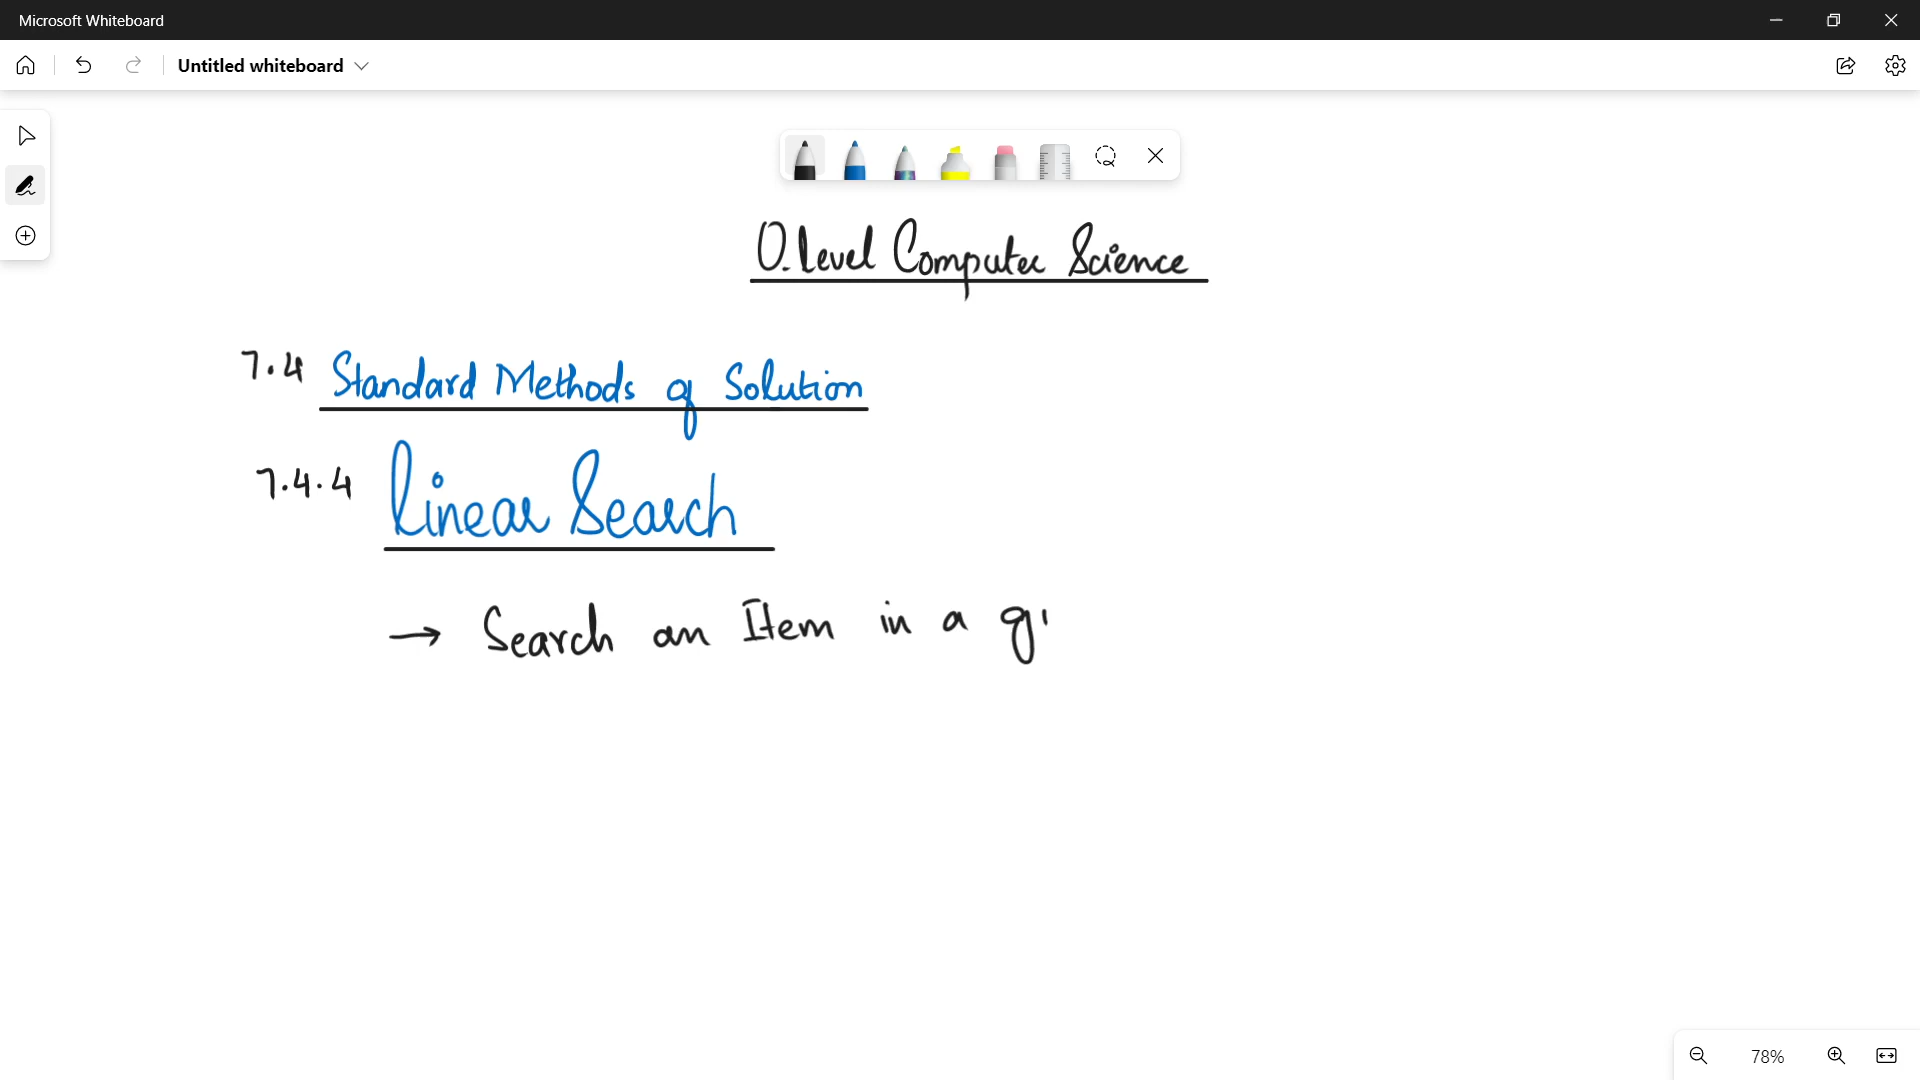 Microsoft Whiteboard
Untitled whiteboard
O.Level Computer Science
7.4 Standard Methods of Solution
7.4.4 Linear Search
→ Search an Item in a gi
78%